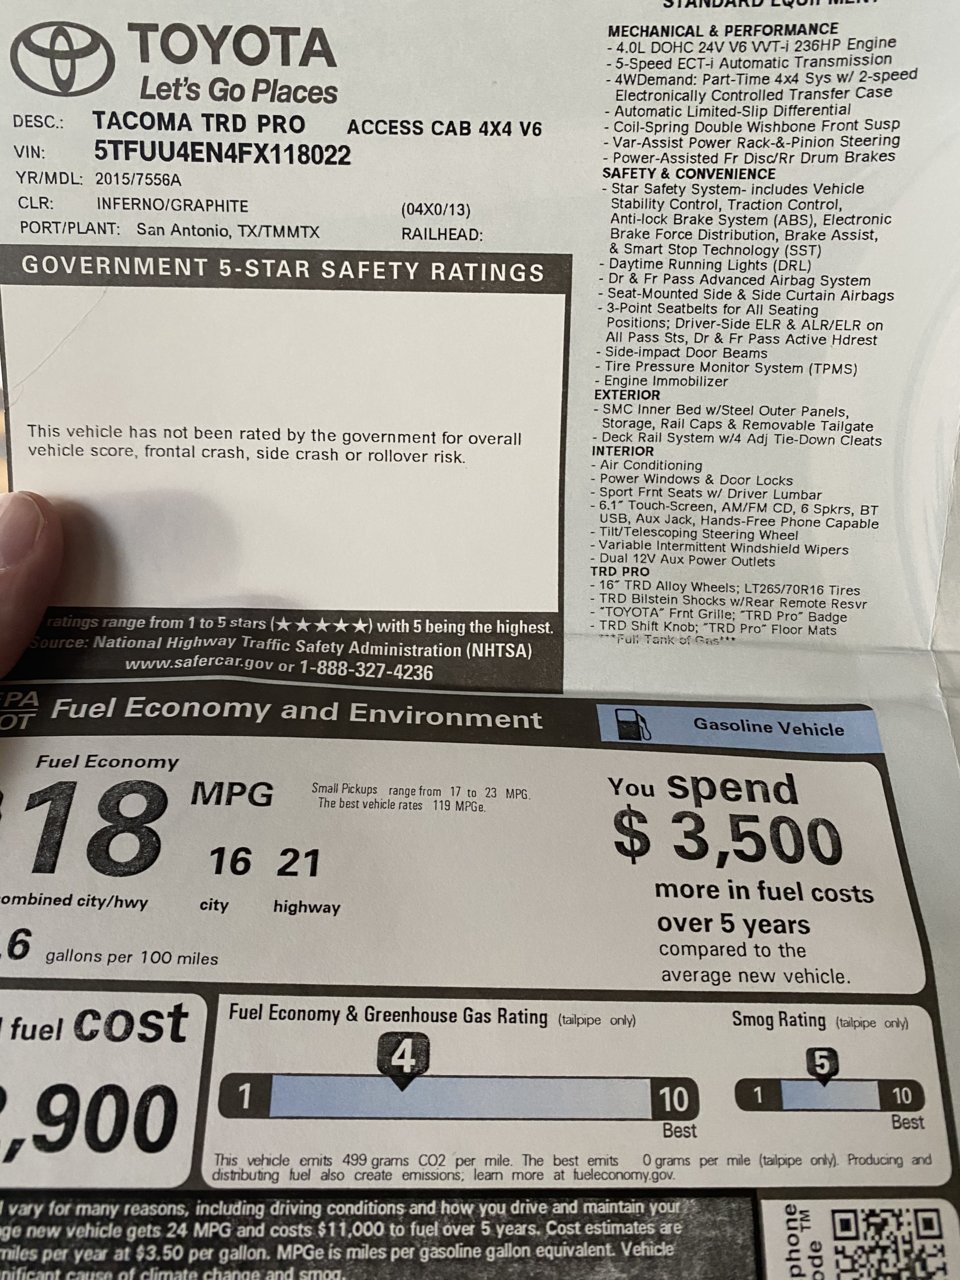 TOYOTA
Let's Go Places
DESC.: TACOMA TRD PRO ACCESS CAB 4X4 V6
VIN: 5TFUU4EN4FX118022
YR/MDL: 2015/7556A
CLR: INFERNO/GRAPHITE (04X0/13)
PORT/PLANT: San Antonio, TX/TMMTX RAILHEAD:
GOVERNMENT 5-STAR SAFETY RATINGS
This vehicle has not been rated by the government for overall
vehicle score, frontal crash, side crash or rollover risk.
ratings range from 1 to 5 stars (★★★★★) with 5 being the highest.
Source: National Highway Traffic Safety Administration (NHTSA)
www.safercar.gov or 1-888-327-4236
STANDARD EQUIPMENT
MECHANICAL & PERFORMANCE
- 4.0L DOHC 24V V6 VVT-i 236HP Engine
- 5-Speed ECT-i Automatic Transmission
- 4WDemand: Part-Time 4x4 Sys w/ 2-speed
Electronically Controlled Transfer Case
- Automatic Limited-Slip Differential
- Coil-Spring Double Wishbone Front Susp
- Var-Assist Power Rack-&-Pinion Steering
- Power-Assisted Fr Disc/Rr Drum Brakes
SAFETY & CONVENIENCE
- Star Safety System- includes Vehicle
Stability Control, Traction Control,
Anti-lock Brake System (ABS), Electronic
Brake Force Distribution, Brake Assist,
& Smart Stop Technology (SST)
- Daytime Running Lights (DRL)
- Dr & Fr Pass Advanced Airbag System
- Seat-Mounted Side & Side Curtain Airbags
- 3-Point Seatbelts for All Seating
Positions; Driver-Side ELR & ALR/ELR on
All Pass Sts, Dr & Fr Pass Active Hdrest
- Side-impact Door Beams
- Tire Pressure Monitor System (TPMS)
- Engine Immobilizer
EXTERIOR
- SMC Inner Bed w/Steel Outer Panels,
Storage, Rail Caps & Removable Tailgate
- Deck Rail System w/4 Adj Tie-Down Cleats
INTERIOR
- Air Conditioning
- Power Windows & Door Locks
- Sport Frnt Seats w/ Driver Lumbar
- 6.1" Touch-Screen, AM/FM CD, 6 Spkrs, BT
USB, Aux Jack, Hands-Free Phone Capable
- Tilt/Telescoping Steering Wheel
- Variable Intermittent Windshield Wipers
- Dual 12V Aux Power Outlets
TRD PRO
- 16" TRD Alloy Wheels; LT265/70R16 Tires
- TRD Bilstein Shocks w/Rear Remote Resvr
- "TOYOTA" Frnt Grille; "TRD Pro" Badge
- TRD Shift Knob; "TRD Pro" Floor Mats
***Full Tank of Gas***
PA
OT
Fuel Economy and Environment
Gasoline Vehicle
Fuel Economy
18 MPG
Small Pickups range from 17 to 23 MPG.
The best vehicle rates 119 MPGe.
16 21
ombined city/hwy city highway
.6 gallons per 100 miles
You spend
$ 3,500
more in fuel costs
over 5 years
compared to the
average new vehicle.
fuel cost
,900
Fuel Economy & Greenhouse Gas Rating (tailpipe only)
4
1 10
Best
Smog Rating (tailpipe only)
5
1 10
Best
This vehicle emits 499 grams CO2 per mile. The best emits 0 grams per mile (tailpipe only). Producing and
distributing fuel also create emissions; learn more at fueleconomy.gov.
l vary for many reasons, including driving conditions and how you drive and maintain your
ge new vehicle gets 24 MPG and costs $11,000 to fuel over 5 years. Cost estimates are
miles per year at $3.50 per gallon. MPGe is miles per gasoline gallon equivalent. Vehicle
nificant cause of climate change and smog.
phone
ode™